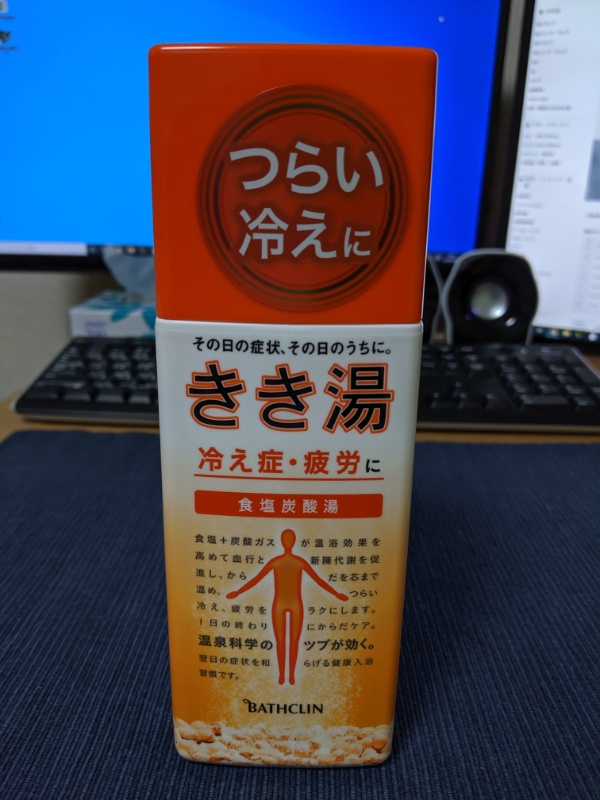 つらい
冷えに
その日の症状、その日のうちに。
きき湯
冷え症・疲労に
食塩炭酸湯
食塩＋炭酸ガスが温浴効果を
高めて血行と新陳代謝を促
進し、からだを芯まで
温め、つらい
冷え、疲労をラクにします。
1日の終わりにからだケア。
温泉科学のツブが効く。
翌日の症状を和らげる健康入浴
習慣です。
BATHCLIN